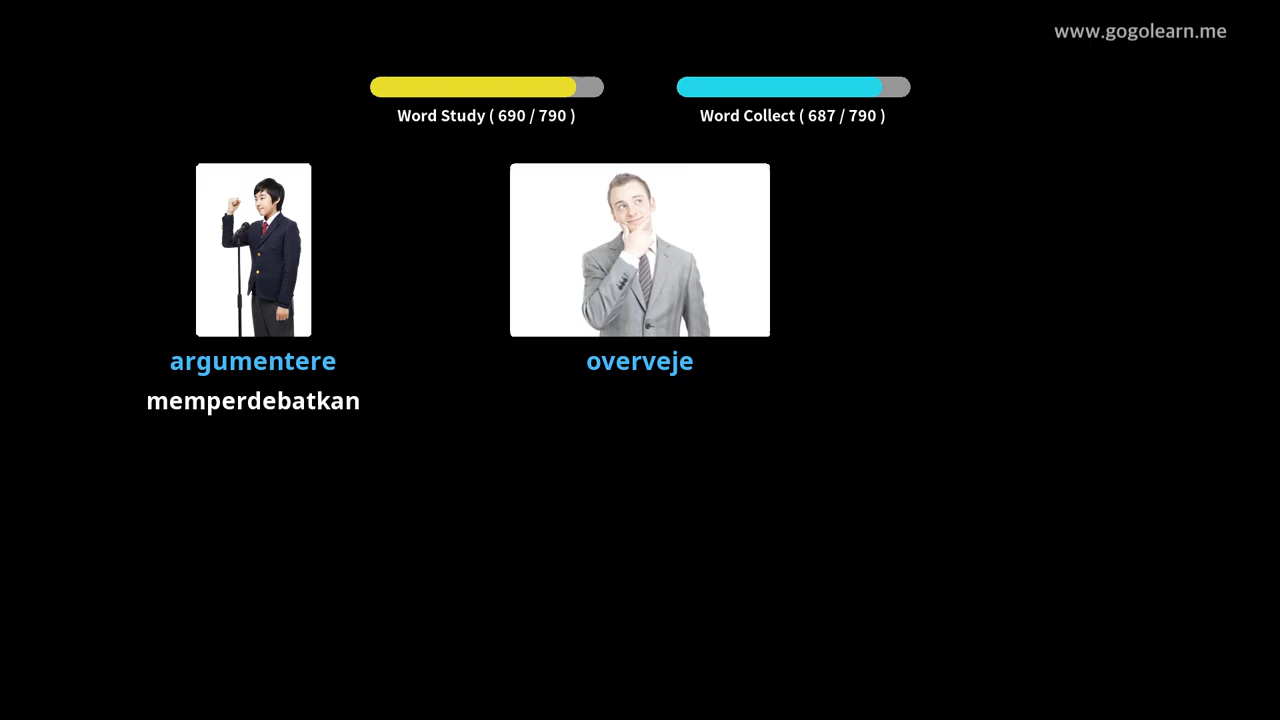 www.gogolearn.me
Word Study ( 690 / 790 )
Word Collect ( 687 / 790 )
argumentere
overveje
memperdebatkan